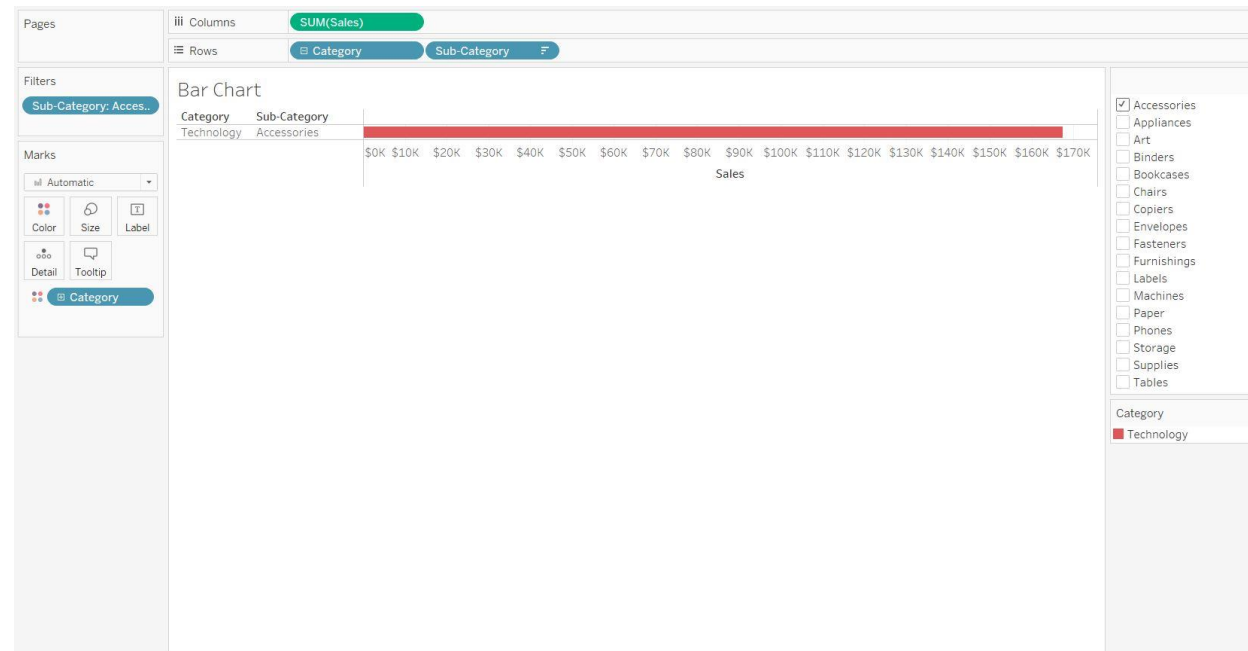 Pages
Columns
SUM(Sales)
Rows
Category
Sub-Category
Filters
Sub-Category: Acces..
Marks
Automatic
Color
Size
Label
Detail
Tooltip
Category
Bar Chart
Category Sub-Category
Technology Accessories
$0K $10K $20K $30K $40K $50K $60K $70K $80K $90K $100K $110K $120K $130K $140K $150K $160K $170K
Sales
Accessories
Appliances
Art
Binders
Bookcases
Chairs
Copiers
Envelopes
Fasteners
Furnishings
Labels
Machines
Paper
Phones
Storage
Supplies
Tables
Category
Technology